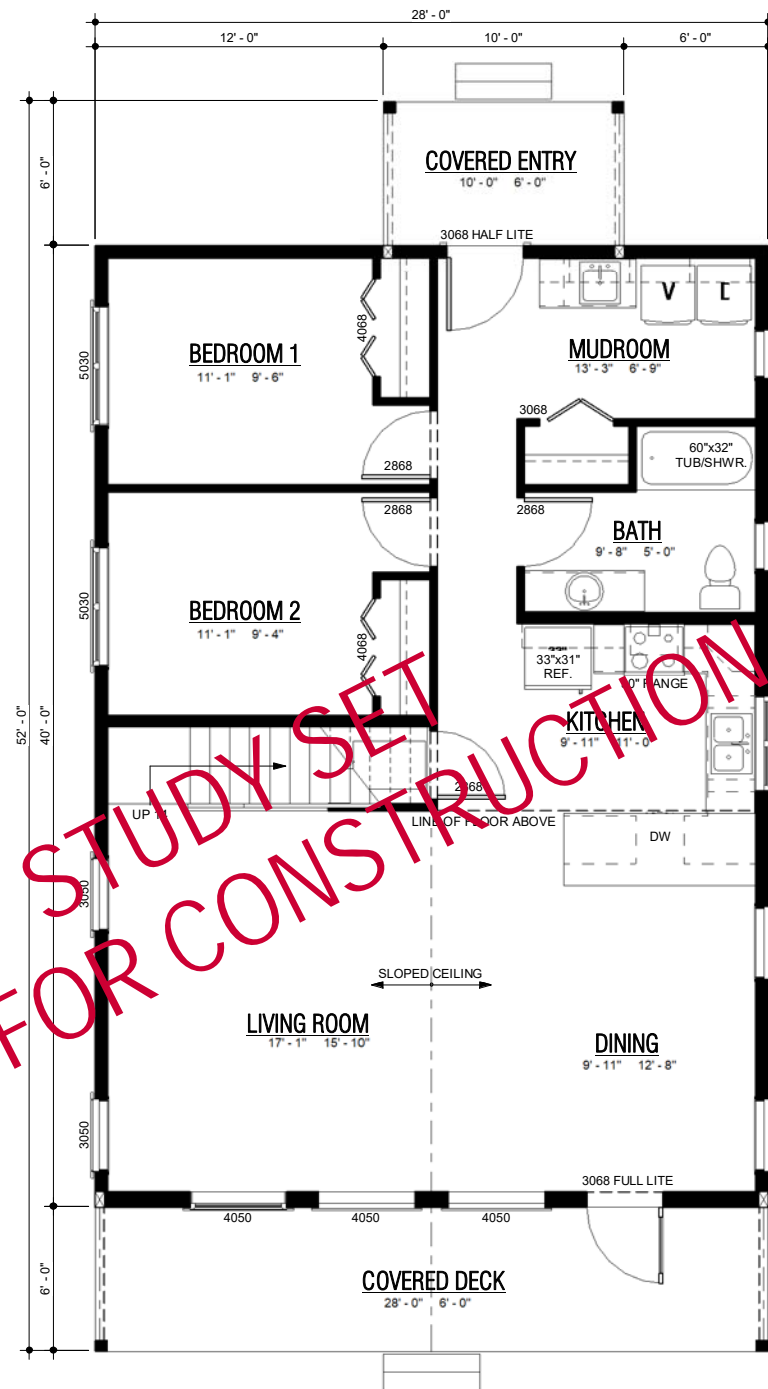 28' - 0"
12' - 0"
10' - 0"
6' - 0"
6' - 0"
COVERED ENTRY
10' - 0" 6' - 0"
3068 HALF LITE
BEDROOM 1
11' - 1" 9' - 6"
5030
4068
MUDROOM
13' - 3" 6' - 9"
3068
2868
60"x32"
TUB/SHWR.
2868
2868
BATH
9' - 8" 5' - 0"
BEDROOM 2
11' - 1" 9' - 4"
5030
4068
33"x31"
REF.
RANGE
KITCHEN
9' - 11" 11' - 0"
52' - 0"
40' - 0"
UP
LINE OF FLOOR ABOVE
DW
STUDY SET
FOR CONSTRUCTION
3050
SLOPED CEILING
LIVING ROOM
17' - 1" 15' - 10"
DINING
9' - 11" 12' - 8"
3050
3068 FULL LITE
4050
4050
4050
6' - 0"
COVERED DECK
28' - 0" 6' - 0"